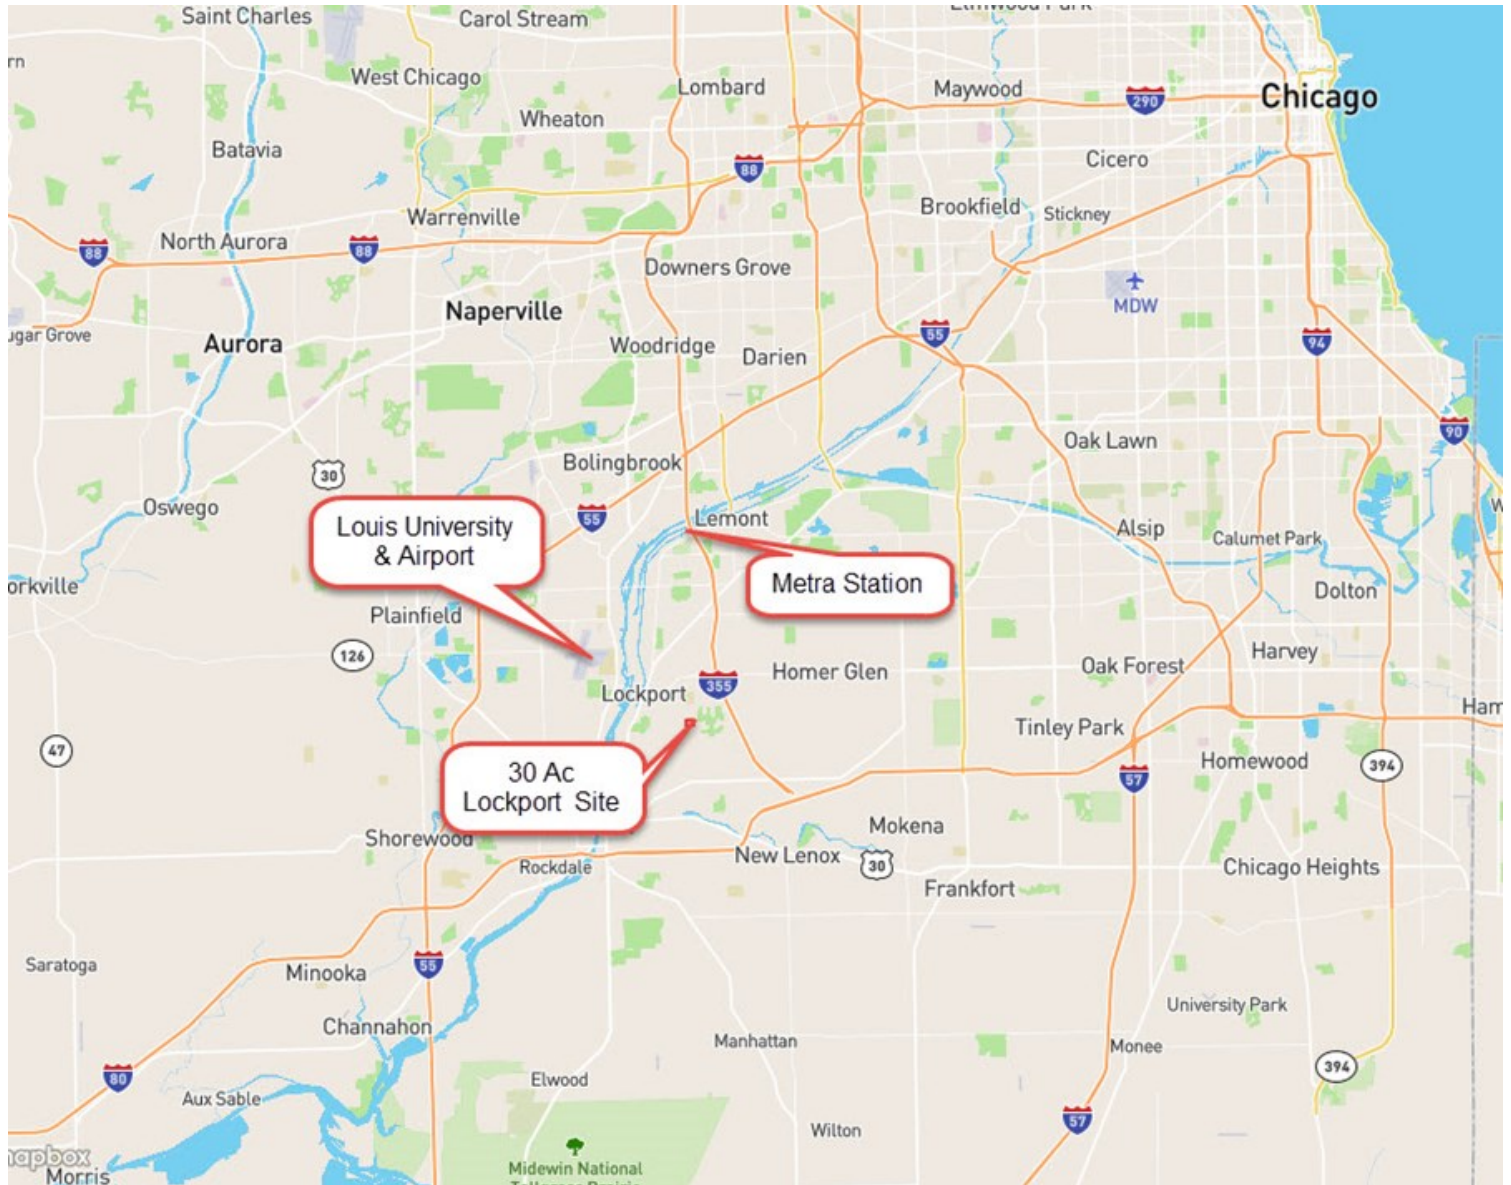 Saint Charles
Carol Stream
West Chicago
Lombard
Maywood
290
Chicago
Wheaton
Batavia
88
Cicero
Brookfield
Stickney
Warrenville
North Aurora
88
88
Downers Grove
MDW
Naperville
Aurora
Woodridge
Darien
55
94
Oak Lawn
90
Bolingbrook
30
Oswego
55
Lemont
Alsip
Calumet Park
Louis University
& Airport
Metra Station
Dolton
Plainfield
126
Harvey
Homer Glen
Oak Forest
Lockport
355
Tinley Park
47
30 Ac
Lockport Site
57
Homewood
394
Shorewood
Mokena
New Lenox
30
Rockdale
Chicago Heights
Frankfort
Saratoga
Minooka
55
University Park
Channahon
Manhattan
Monee
394
80
Elwood
Aux Sable
57
Wilton
Midewin National
Morris